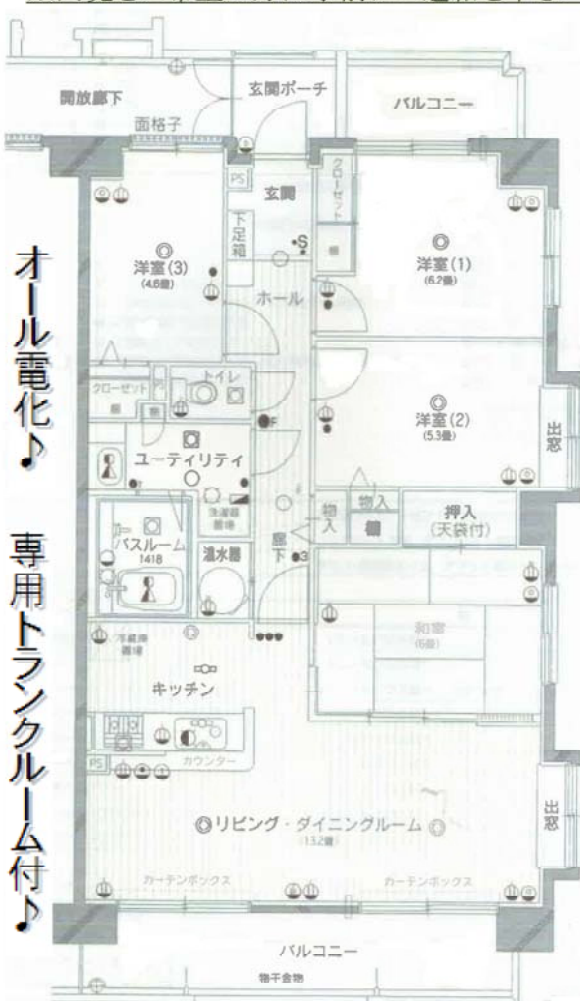 開放廊下
玄関ポーチ
バルコニー
面格子
PS
玄関
クローゼット
棚
下足箱
S
洋室(3)
(4.6畳)
洋室(1)
(6.2畳)
ホール
オール電化♪
トイレ
クローゼット
棚
洋室(2)
(5.3畳)
出窓
ユーティリティ
洗濯機
置場
物入
物入
棚
押入
(天袋付)
バスルーム
1418
温水器
廊下
3
専用トランクルーム付♪
冷蔵庫
置場
和室
(6畳)
キッチン
PS
カウンター
リビング・ダイニングルーム
(13.2畳)
出窓
カーテンボックス
カーテンボックス
バルコニー
物干金物